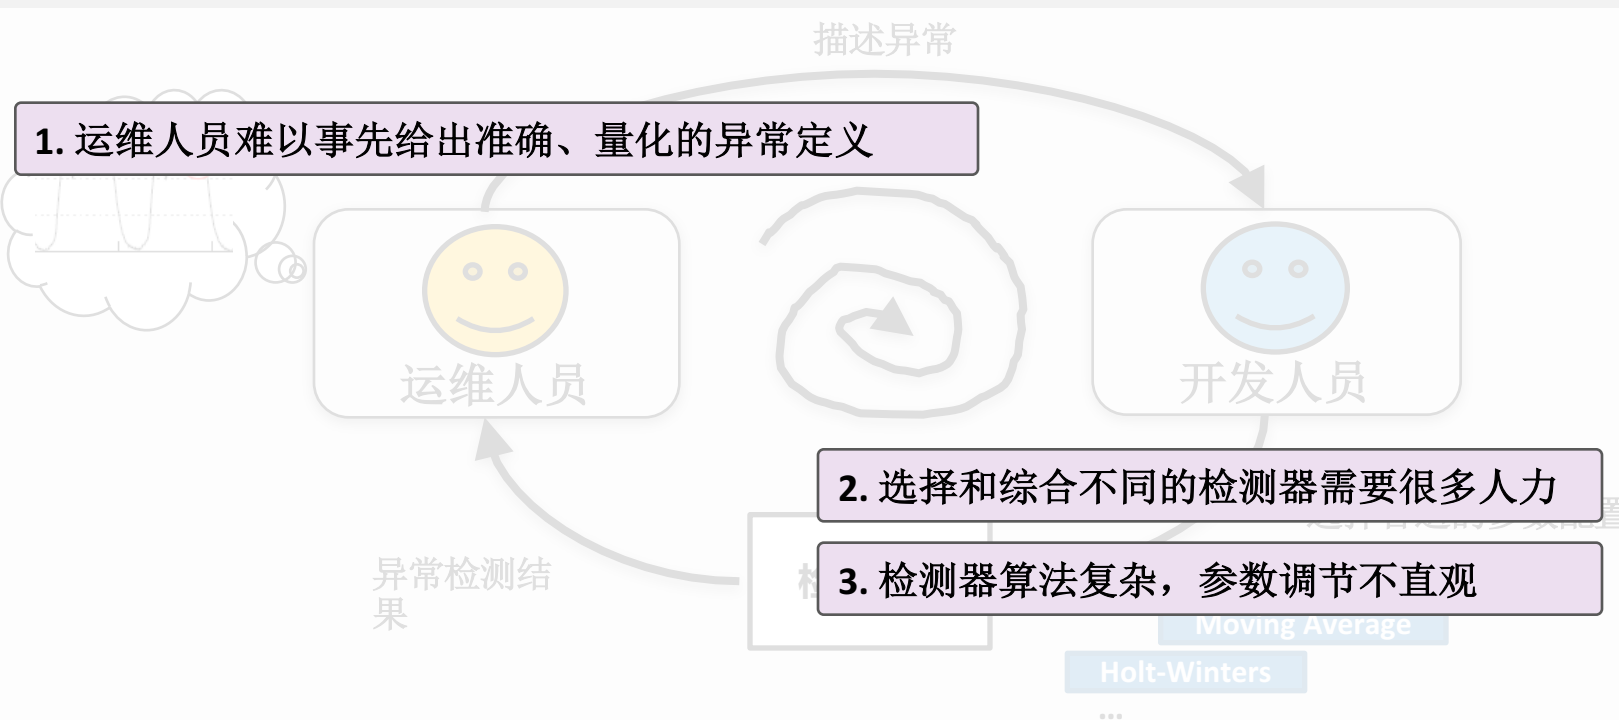 描述异常
1. 运维人员难以事先给出准确、量化的异常定义
运维人员
开发人员
2. 选择和综合不同的检测器需要很多人力
异常检测结
果
3. 检测器算法复杂，参数调节不直观
Moving Average
Holt-Winters
...